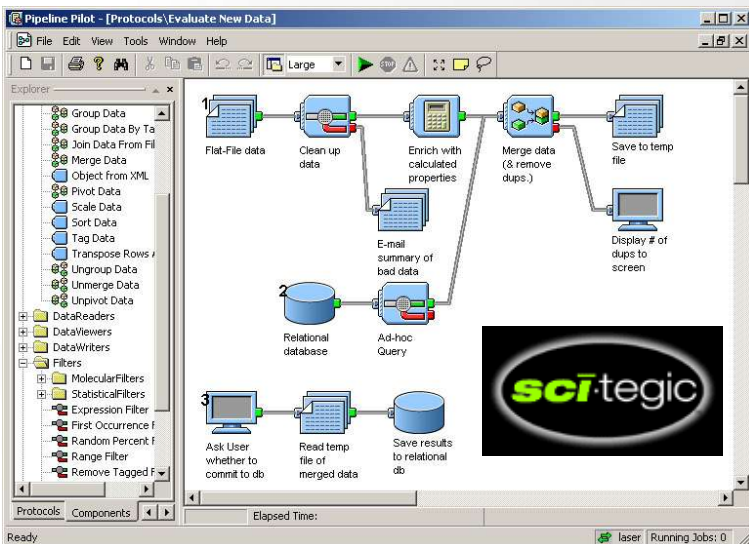 Pipeline Pilot - [Protocols\Evaluate New Data]
File Edit View Tools Window Help
Large
Explorer
Group Data
Group Data By Ta
Join Data From Fil
Merge Data
Object from XML
Pivot Data
Scale Data
Sort Data
Tag Data
Transpose Rows
Ungroup Data
Unmerge Data
Unpivot Data
DataReaders
DataViewers
DataWriters
Filters
MolecularFilters
StatisticalFilters
Expression Filter
First Occurrence F
Random Percent F
Range Filter
Remove Tagged F
Protocols Components
1
Flat-File data
Clean up
data
Enrich with
calculated
properties
Merge data
(& remove
dups.)
Save to temp
file
E-mail
summary of
bad data
Display # of
dups to
screen
2
Relational
database
Ad-hoc
Query
scītegic
3
Ask User
whether to
commit to db
Read temp
file of
merged data
Save results
to relational
db
Elapsed Time:
Ready
laser Running Jobs: 0